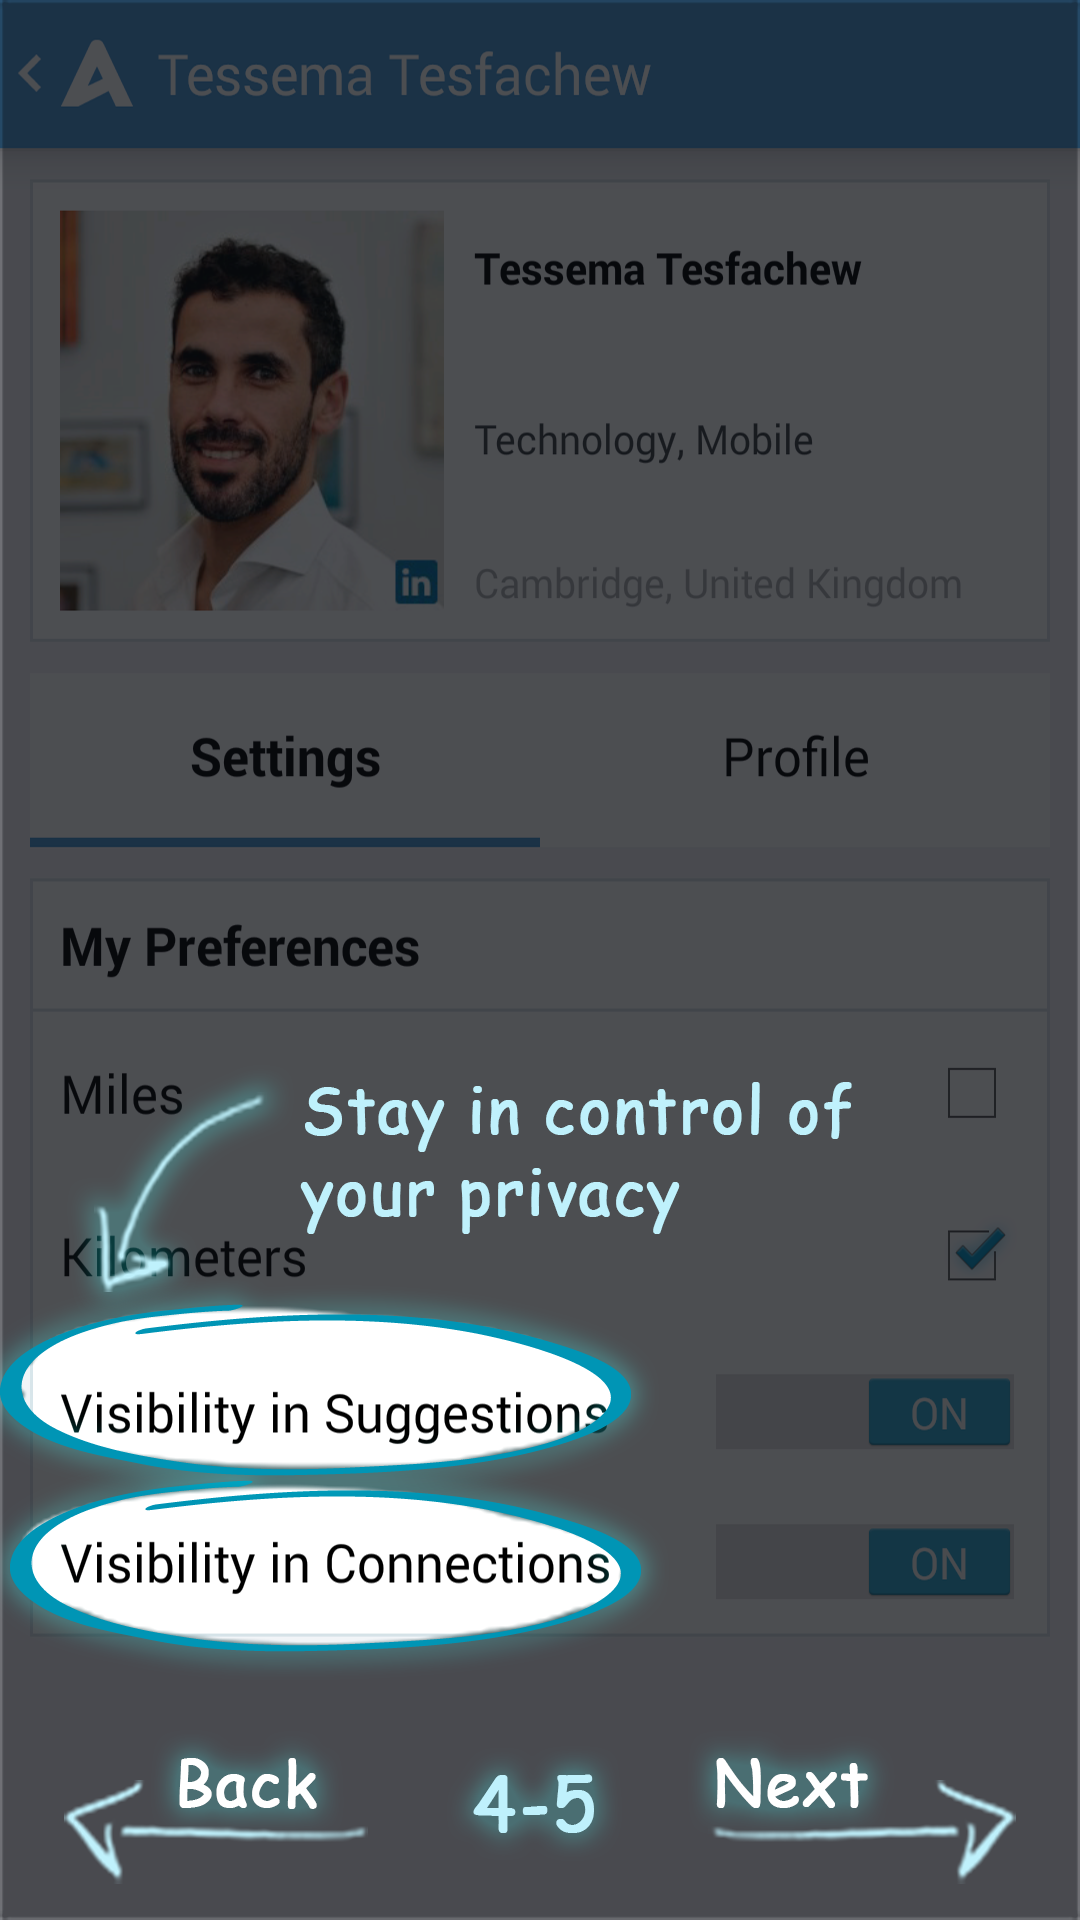 Tessema Tesfachew
Tessema Tesfachew
Technology, Mobile
in
Cambridge, United Kingdom
Settings
Profile
My Preferences
Miles
Stay in control of
your privacy
Kilometers
Visibility in Suggestions
ON
Visibility in Connections
ON
Back
4-5
Next